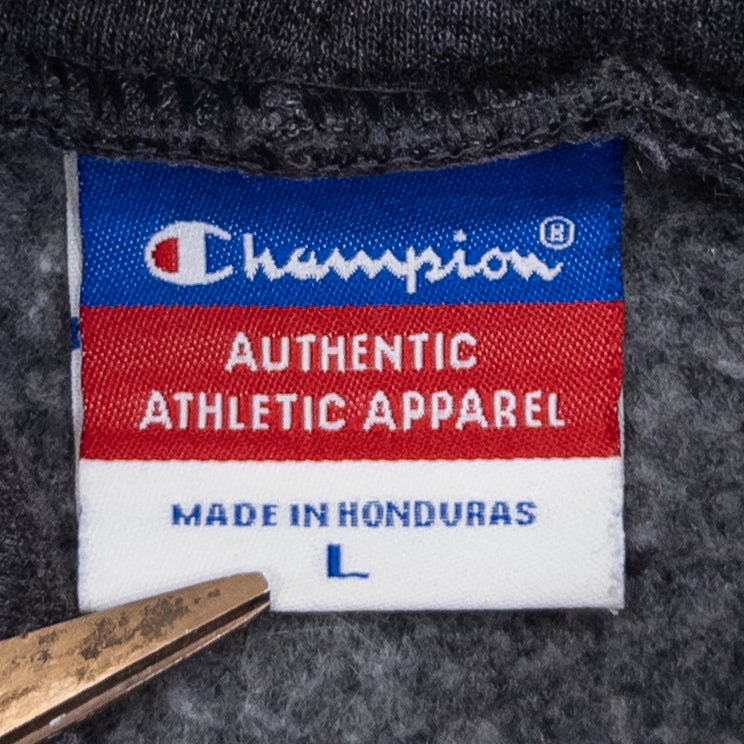 Champion®
AUTHENTIC
ATHLETIC APPAREL
MADE IN HONDURAS
L